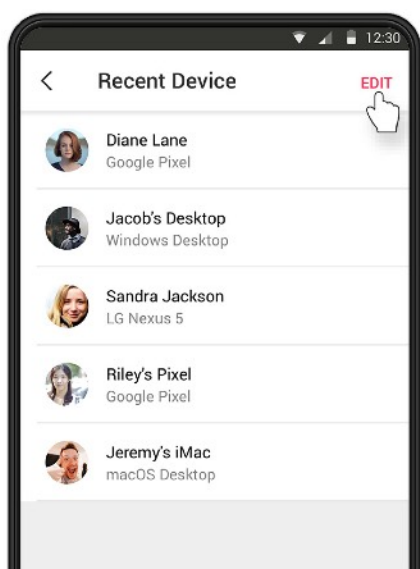 12:30
Recent Device EDIT
Diane Lane
Google Pixel
Jacob's Desktop
Windows Desktop
Sandra Jackson
LG Nexus 5
Riley's Pixel
Google Pixel
Jeremy's iMac
macOS Desktop